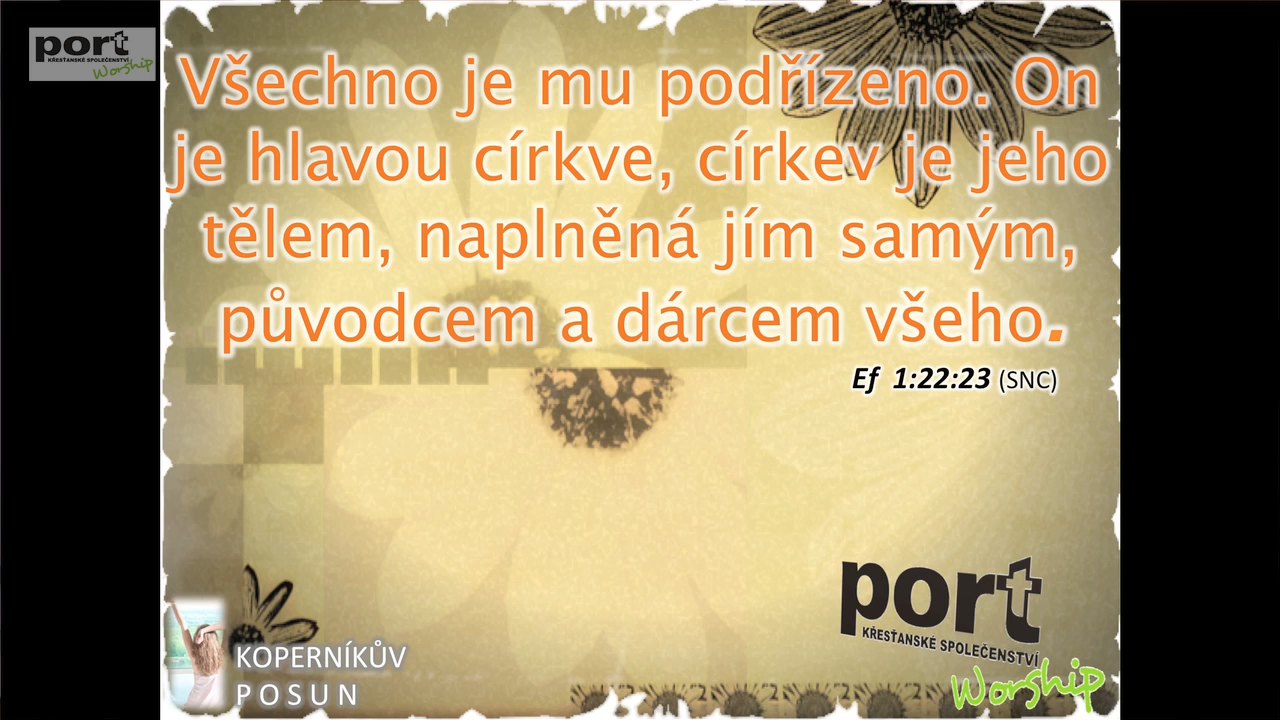 port
KŘESŤANSKÉ SPOLEČENSTVÍ
Worship
Všechno je mu podřízeno. On
je hlavou církve, církev je jeho
tělem, naplněná jím samým,
původcem a dárcem všeho.
Ef 1:22:23 (SNC)
port
KŘESŤANSKÉ SPOLEČENSTVÍ
Worship
KOPERNÍKŮV
POSUN